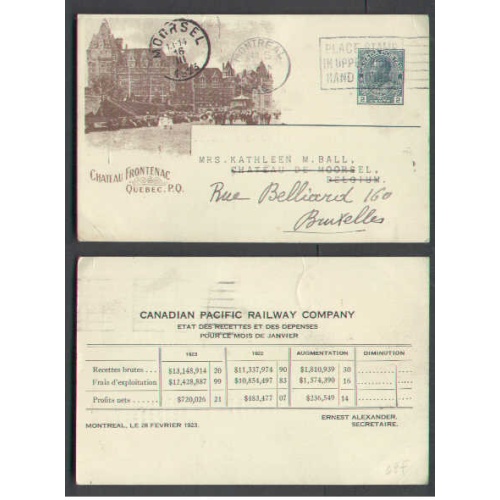 MOORSEL
MONTREAL
PLACE STAMP
IN UPPER
HAND
2 2
CHATEAU FRONTENAC
QUEBEC. P.Q.
MRS. KATHLEEN M. BALL,
CHATEAU DE MOORSEL,
BELGIUM.
Rue Belliard 160
Bruxelles
CANADIAN PACIFIC RAILWAY COMPANY
ETAT DES RECETTES ET DES DEPENSES
POUR LE MOIS DE JANVIER
1923 1922 AUGMENTATION DIMINUTION
Recettes brutes.... $13,148,914 20 $11,337,974 90 $1,810,939 30
Frais d'exploitation $12,428,887 99 $10,854,497 83 $1,574,390 16
Profits nets..... $720,026 21 $483,477 07 $236,549 14
MONTREAL, LE 28 FEVRIER 1923.
ERNEST ALEXANDER,
SECRETAIRE.